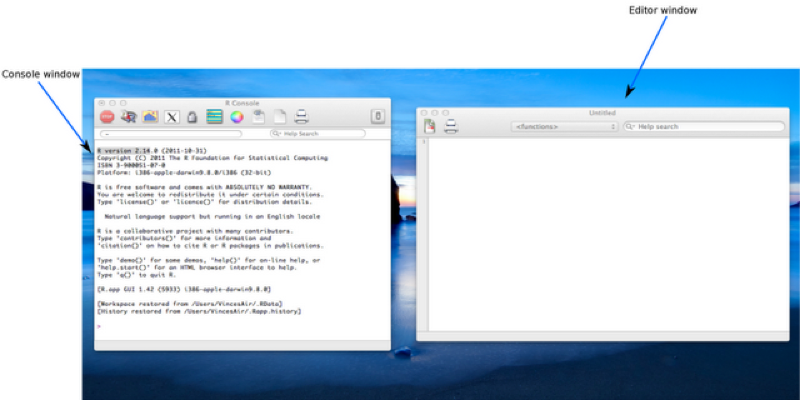 Editor window
Console window
R Console
Help Search
R version 2.14.0 (2011-10-31)
Copyright (C) 2011 The R Foundation for Statistical Computing
ISBN 3-900051-07-0
Platform: i386-apple-darwin9.8.0/i386 (32-bit)
R is free software and comes with ABSOLUTELY NO WARRANTY.
You are welcome to redistribute it under certain conditions.
Type 'license()' or 'licence()' for distribution details.
Natural language support but running in an English locale
R is a collaborative project with many contributors.
Type 'contributors()' for more information and
'citation()' on how to cite R or R packages in publications.
Type 'demo()' for some demos, 'help()' for on-line help, or
'help.start()' for an HTML browser interface to help.
Type 'q()' to quit R.
[R.app GUI 1.42 (5933) i386-apple-darwin9.8.0]
[Workspace restored from /Users/VincesAir/.RData]
[History restored from /Users/VincesAir/.Rapp.history]
>
Untitled
<functions>
Help search
1